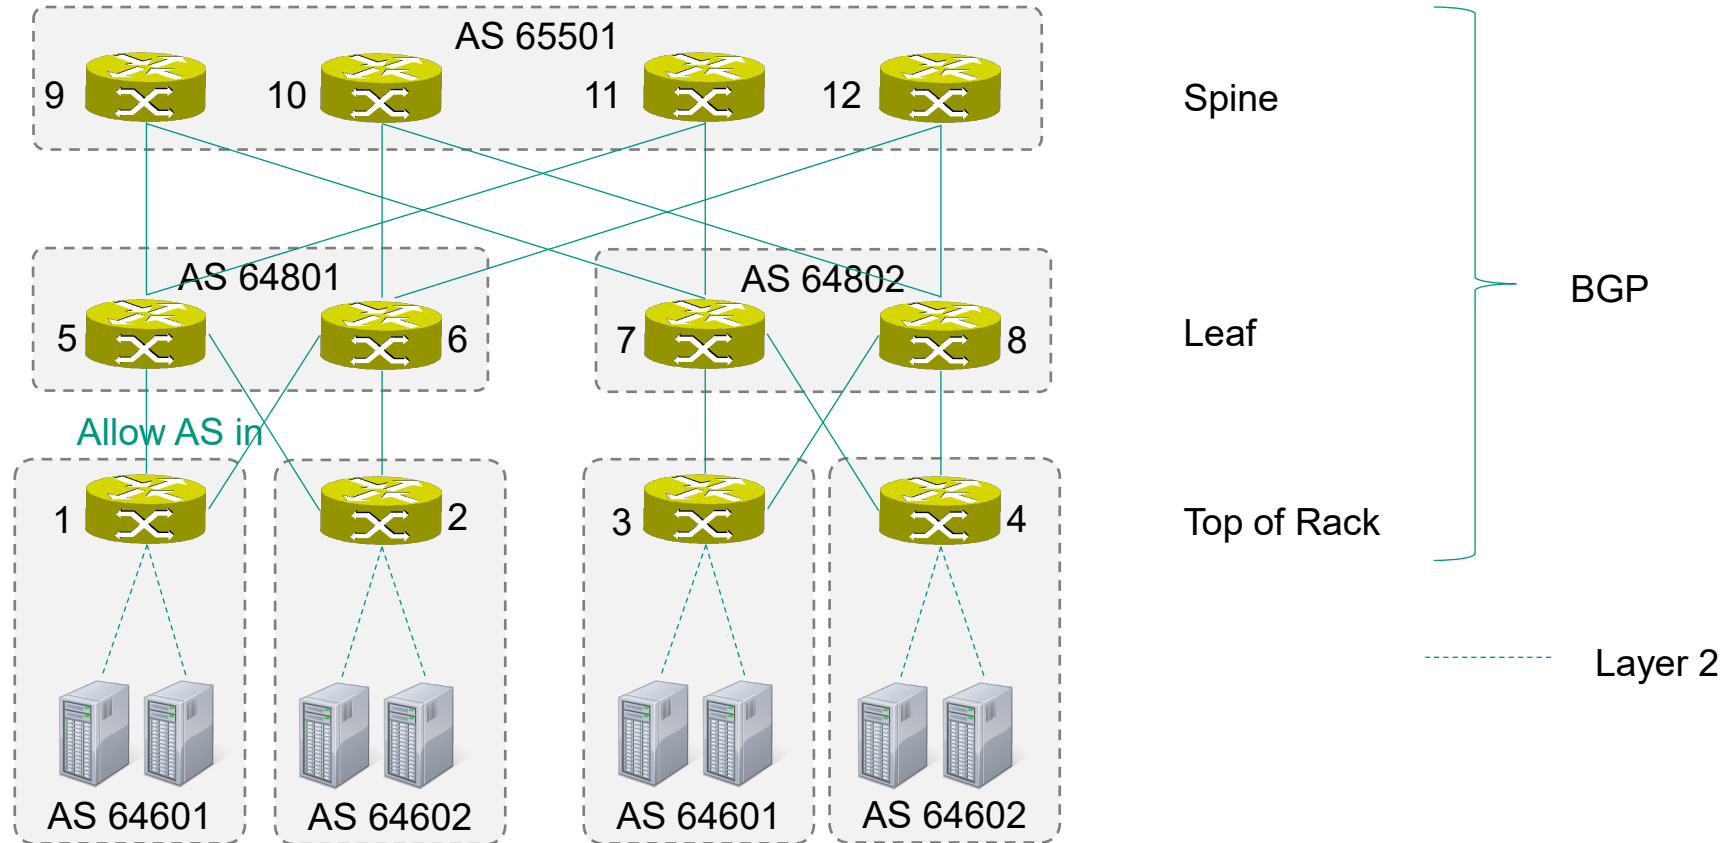 AS 65501
9
10
11
12
Spine
AS 64801
AS 64802
BGP
5
6
7
8
Leaf
Allow AS in
1
2
3
4
Top of Rack
Layer 2
AS 64601
AS 64602
AS 64601
AS 64602